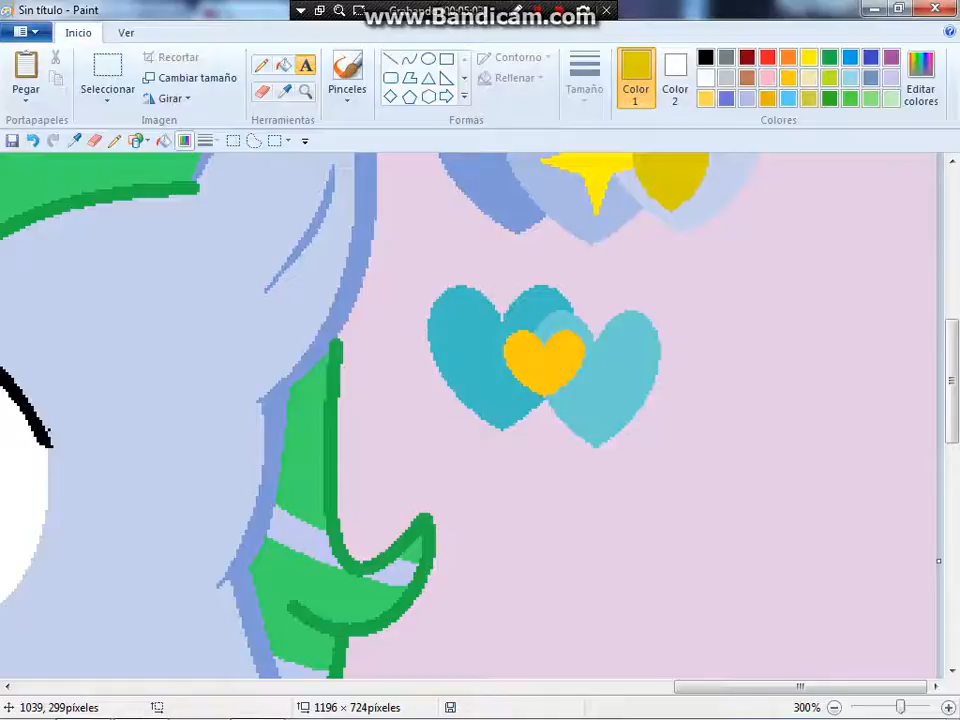 Sin título - Paint
www.Bandicam.com
Inicio
Ver
Pegar
Seleccionar
Recortar
Cambiar tamaño
Girar
A
Pinceles
Contorno
Rellenar
Tamaño
Color 1
Color 2
Editar colores
Portapapeles
Imagen
Herramientas
Formas
Colores
1039, 299píxeles
1196 × 724píxeles
300%